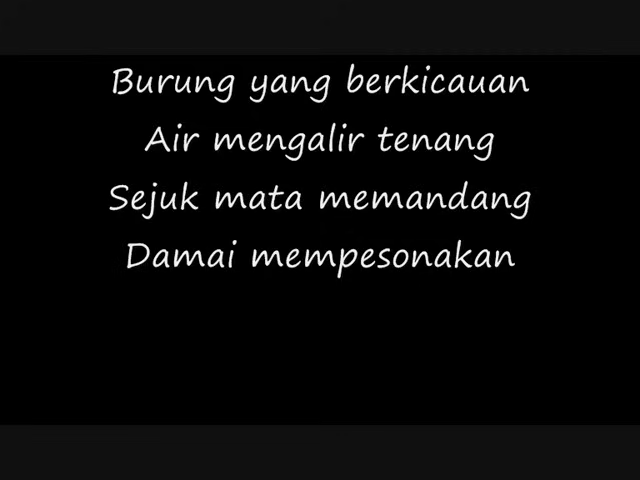 Burung yang berkicauan
Air mengalir tenang
Sejuk mata memandang
Damai mempesonakan